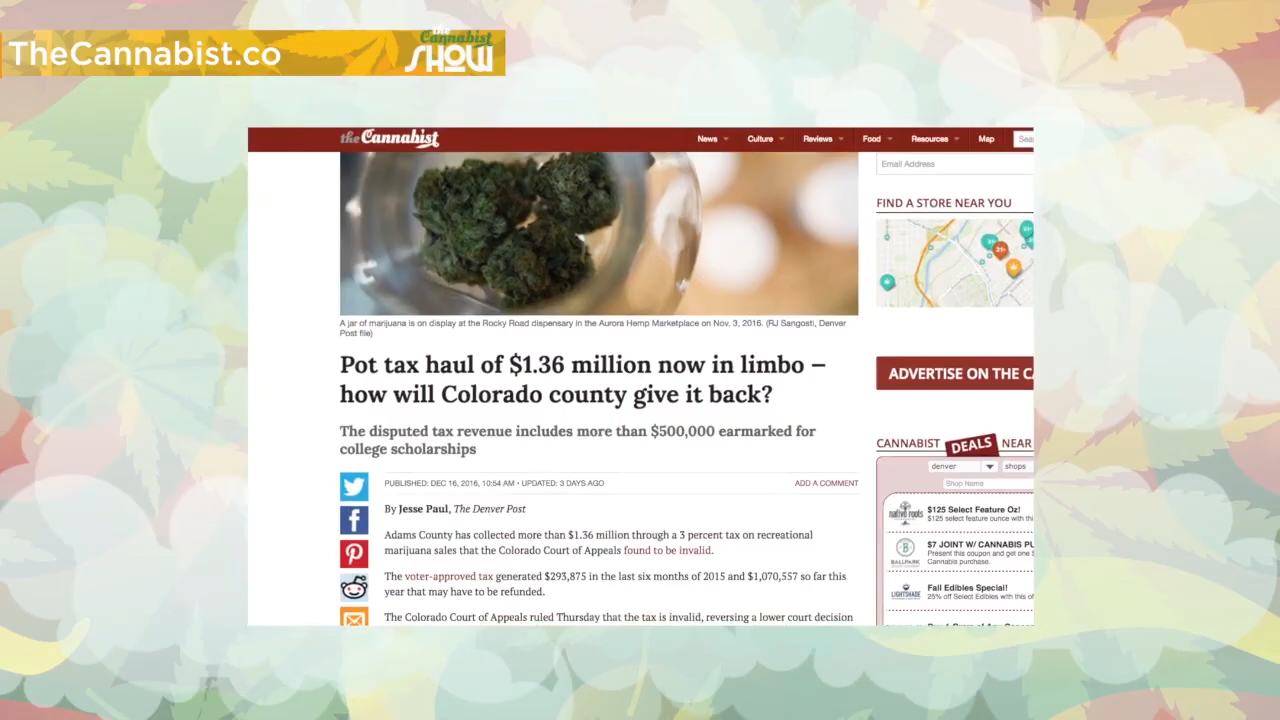 TheCannabist.co
the
Cannabist
SHOW
the Cannabist
News
Culture
Reviews
Food
Resources
Map
Sea
Email Address
FIND A STORE NEAR YOU
21+
A jar of marijuana is on display at the Rocky Road dispensary in the Aurora Hemp Marketplace on Nov. 3, 2016. (RJ Sangosti, Denver
Post file)
Pot tax haul of $1.36 million now in limbo –
how will Colorado county give it back?
The disputed tax revenue includes more than $500,000 earmarked for
college scholarships
PUBLISHED: DEC 16, 2016, 10:54 AM • UPDATED: 3 DAYS AGO
ADD A COMMENT
By Jesse Paul, The Denver Post
Adams County has collected more than $1.36 million through a 3 percent tax on recreational
marijuana sales that the Colorado Court of Appeals found to be invalid.
The voter-approved tax generated $293,875 in the last six months of 2015 and $1,070,557 so far this
year that may have to be refunded.
The Colorado Court of Appeals ruled Thursday that the tax is invalid, reversing a lower court decision
ADVERTISE ON THE CA
CANNABIST DEALS NEAR
denver
shops
Shop Name
native roots
$125 Select Feature Oz!
$125 select feature ounce with thi
B
BALLPARK
$7 JOINT W/ CANNABIS PU
Present this coupon and get one $
Cannabis purchase.
LIGHTSHADE
Fall Edibles Special!
25% off Select Edibles with this of